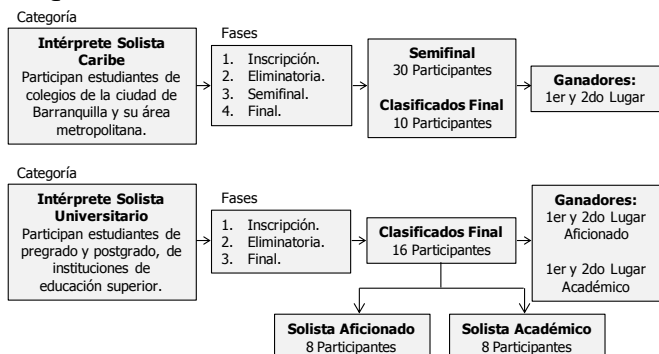 Categoría
Intérprete Solista
Caribe
Participan estudiantes de
colegios de la ciudad de
Barranquilla y su área
metropolitana.
Fases
1. Inscripción.
2. Eliminatoria.
3. Semifinal.
4. Final.
Semifinal
30 Participantes
Clasificados Final
10 Participantes
Ganadores:
1er y 2do Lugar
Categoría
Intérprete Solista
Universitario
Participan estudiantes de
pregrado y postgrado, de
instituciones de
educación superior.
Fases
1. Inscripción.
2. Eliminatoria.
3. Final.
Clasificados Final
16 Participantes
Ganadores:
1er y 2do Lugar
Aficionado
1er y 2do Lugar
Académico
Solista Aficionado
8 Participantes
Solista Académico
8 Participantes